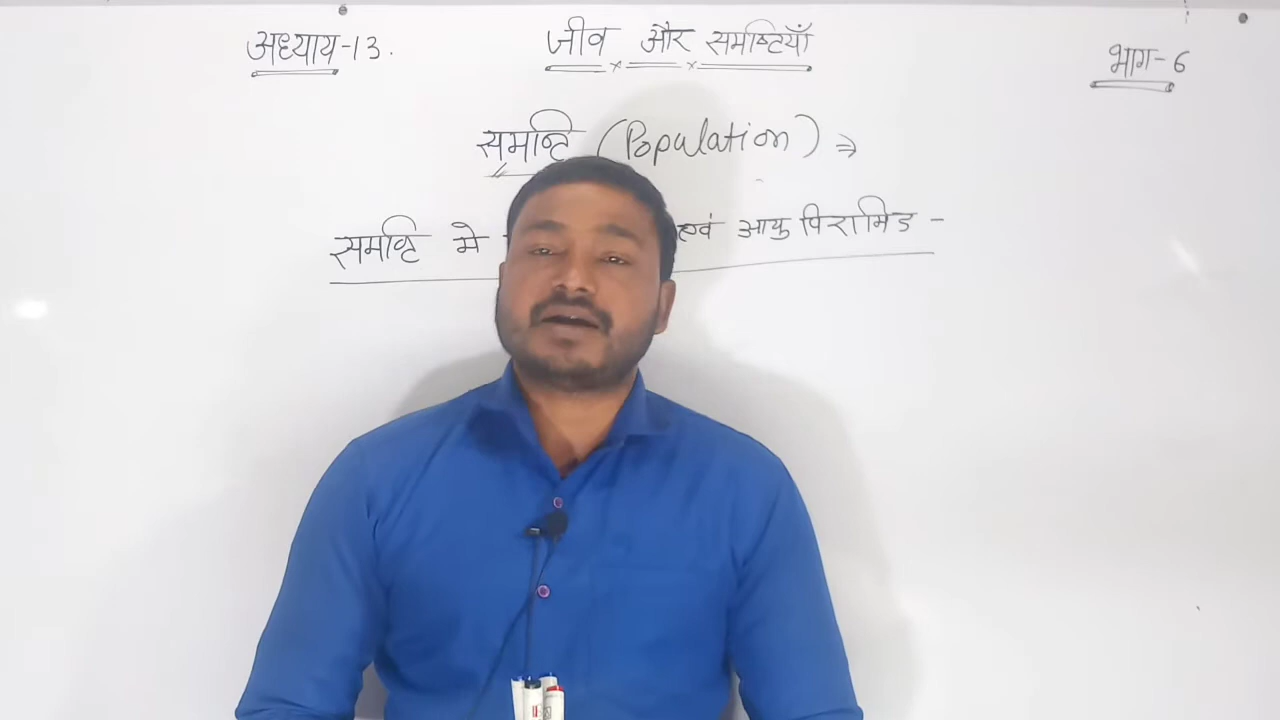 अध्याय-13. जीव और समष्टियाँ भाग-6
समष्टि (Population) ⇒
समष्टि मे एवं आयु पिरामिड -